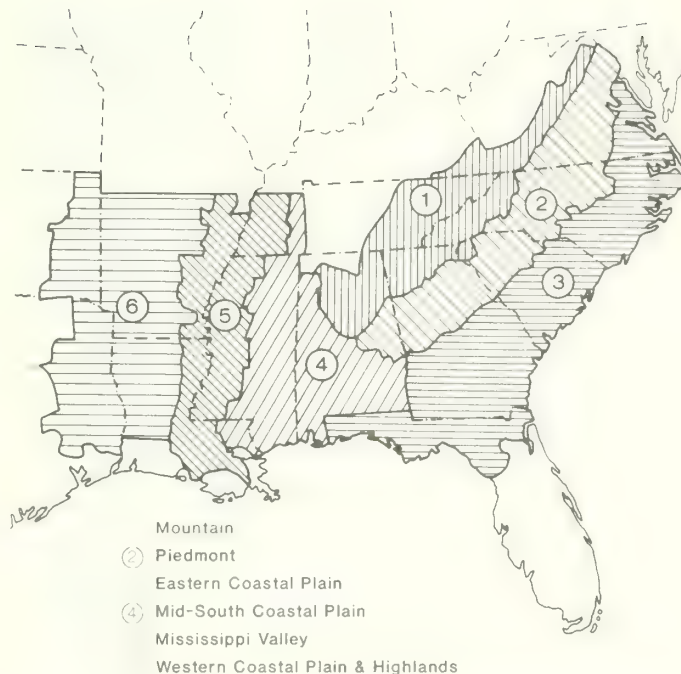 1
2
3
6
5
4
Mountain
② Piedmont
Eastern Coastal Plain
④ Mid-South Coastal Plain
Mississippi Valley
Western Coastal Plain & Highlands